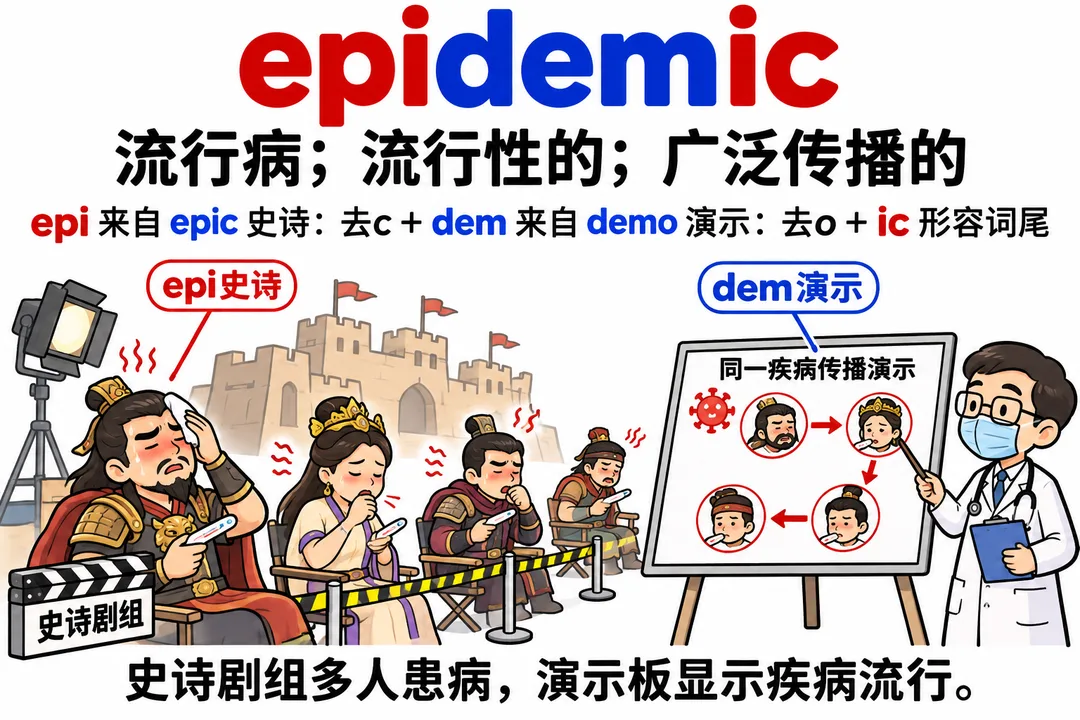 epidemic
流行病；流行性的；广泛传播的
epi 来自 epic 史诗：去c + dem 来自 demo 演示：去o + ic 形容词尾
epi史诗
dem演示
同一疾病传播演示
史诗剧组
史诗剧组多人患病，演示板显示疾病流行。